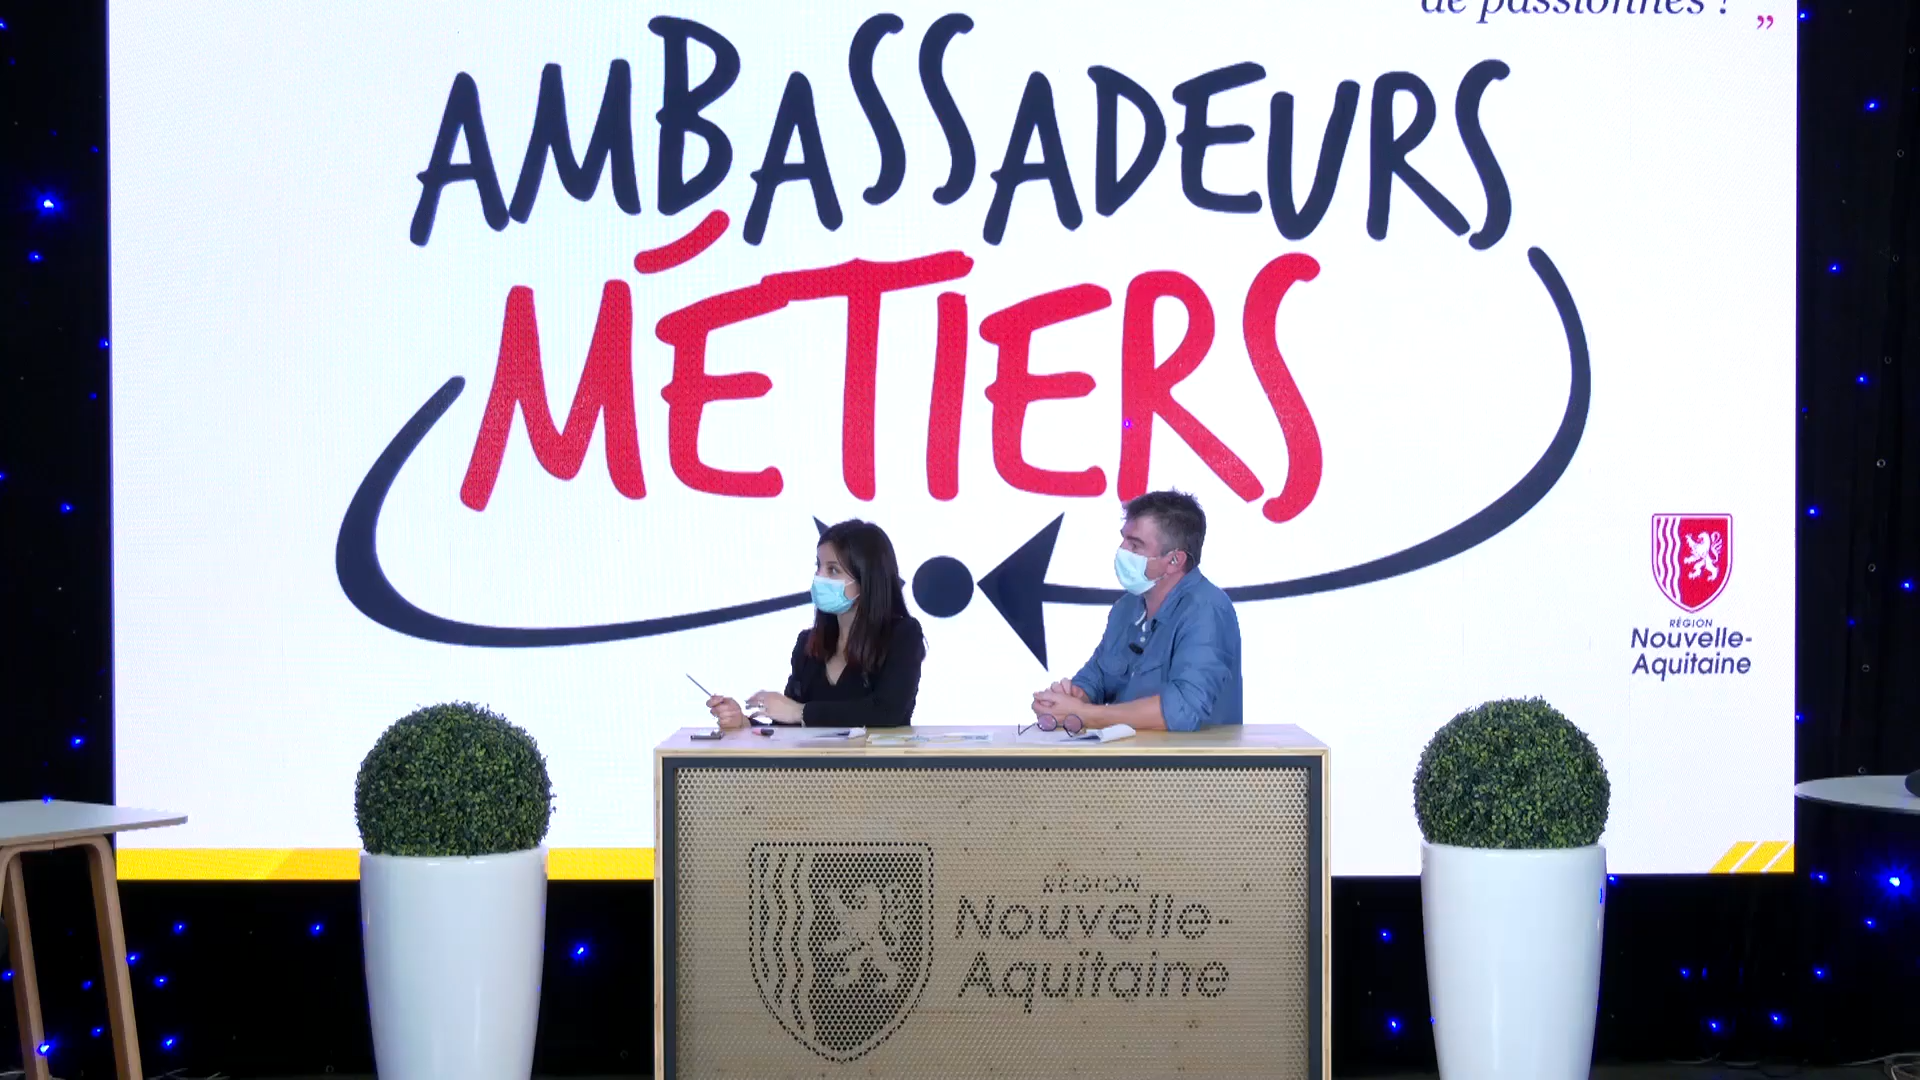 de passionnés ! ”
AMBASSADEURS
MÉTIERS
RÉGION
Nouvelle-
Aquitaine
RÉGION
Nouvelle-
Aquitaine